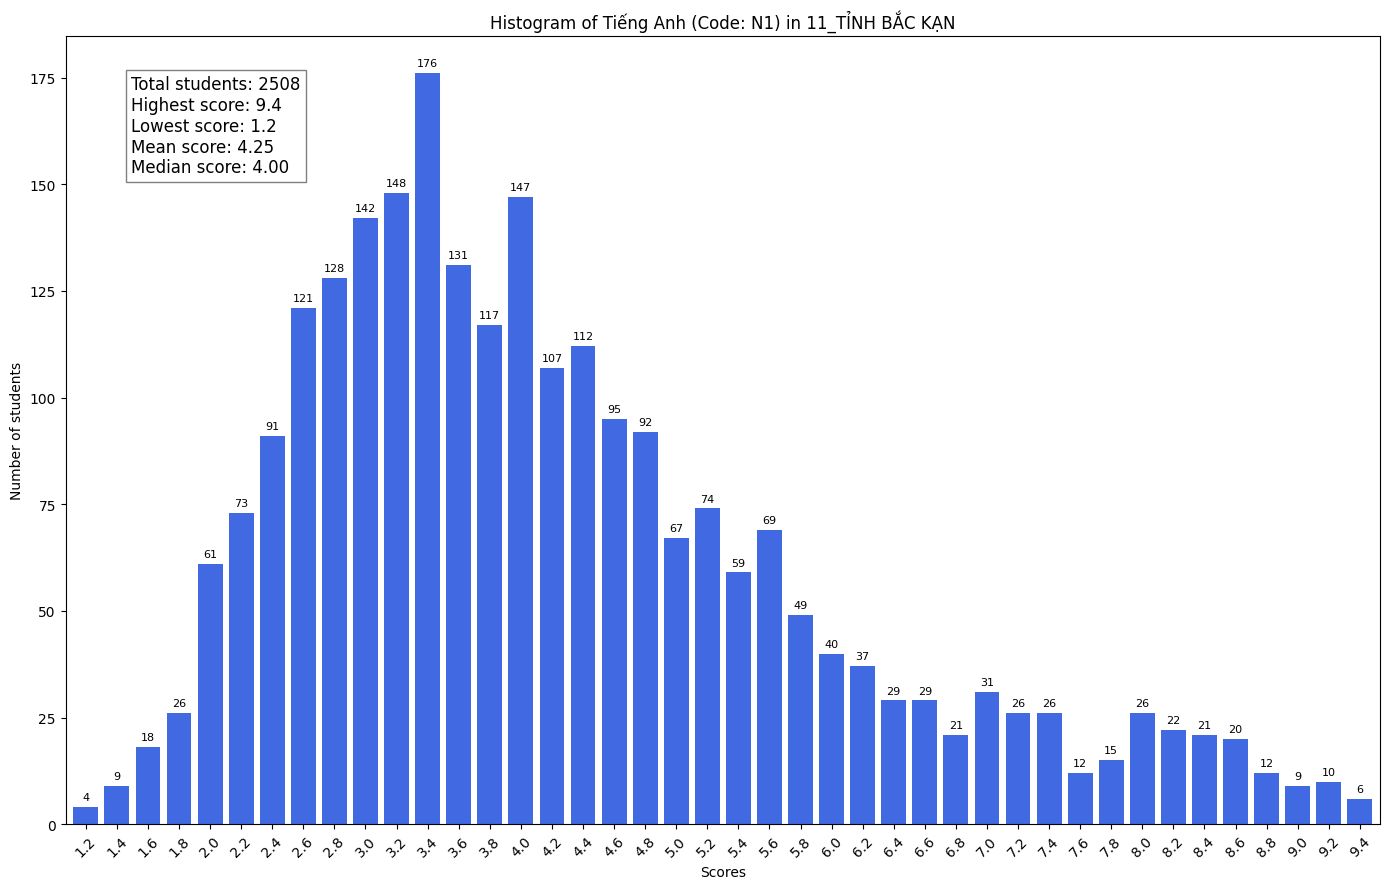 Histogram of Tiếng Anh (Code: N1) in 11_TỈNH BẮC KẠN
Total students: 2508
Highest score: 9.4
Lowest score: 1.2
Mean score: 4.25
Median score: 4.00
Number of students
175
150
125
100
75
50
25
0
4 9 18 26 61 73 91 121 128 142 148 176 131 117 147 107 112 95 92 67 74 59 69 49 40 37 29 29 21 31 26 26 12 15 26 22 21 20 12 9 10 6
1.2 1.4 1.6 1.8 2.0 2.2 2.4 2.6 2.8 3.0 3.2 3.4 3.6 3.8 4.0 4.2 4.4 4.6 4.8 5.0 5.2 5.4 5.6 5.8 6.0 6.2 6.4 6.6 6.8 7.0 7.2 7.4 7.6 7.8 8.0 8.2 8.4 8.6 8.8 9.0 9.2 9.4
Scores